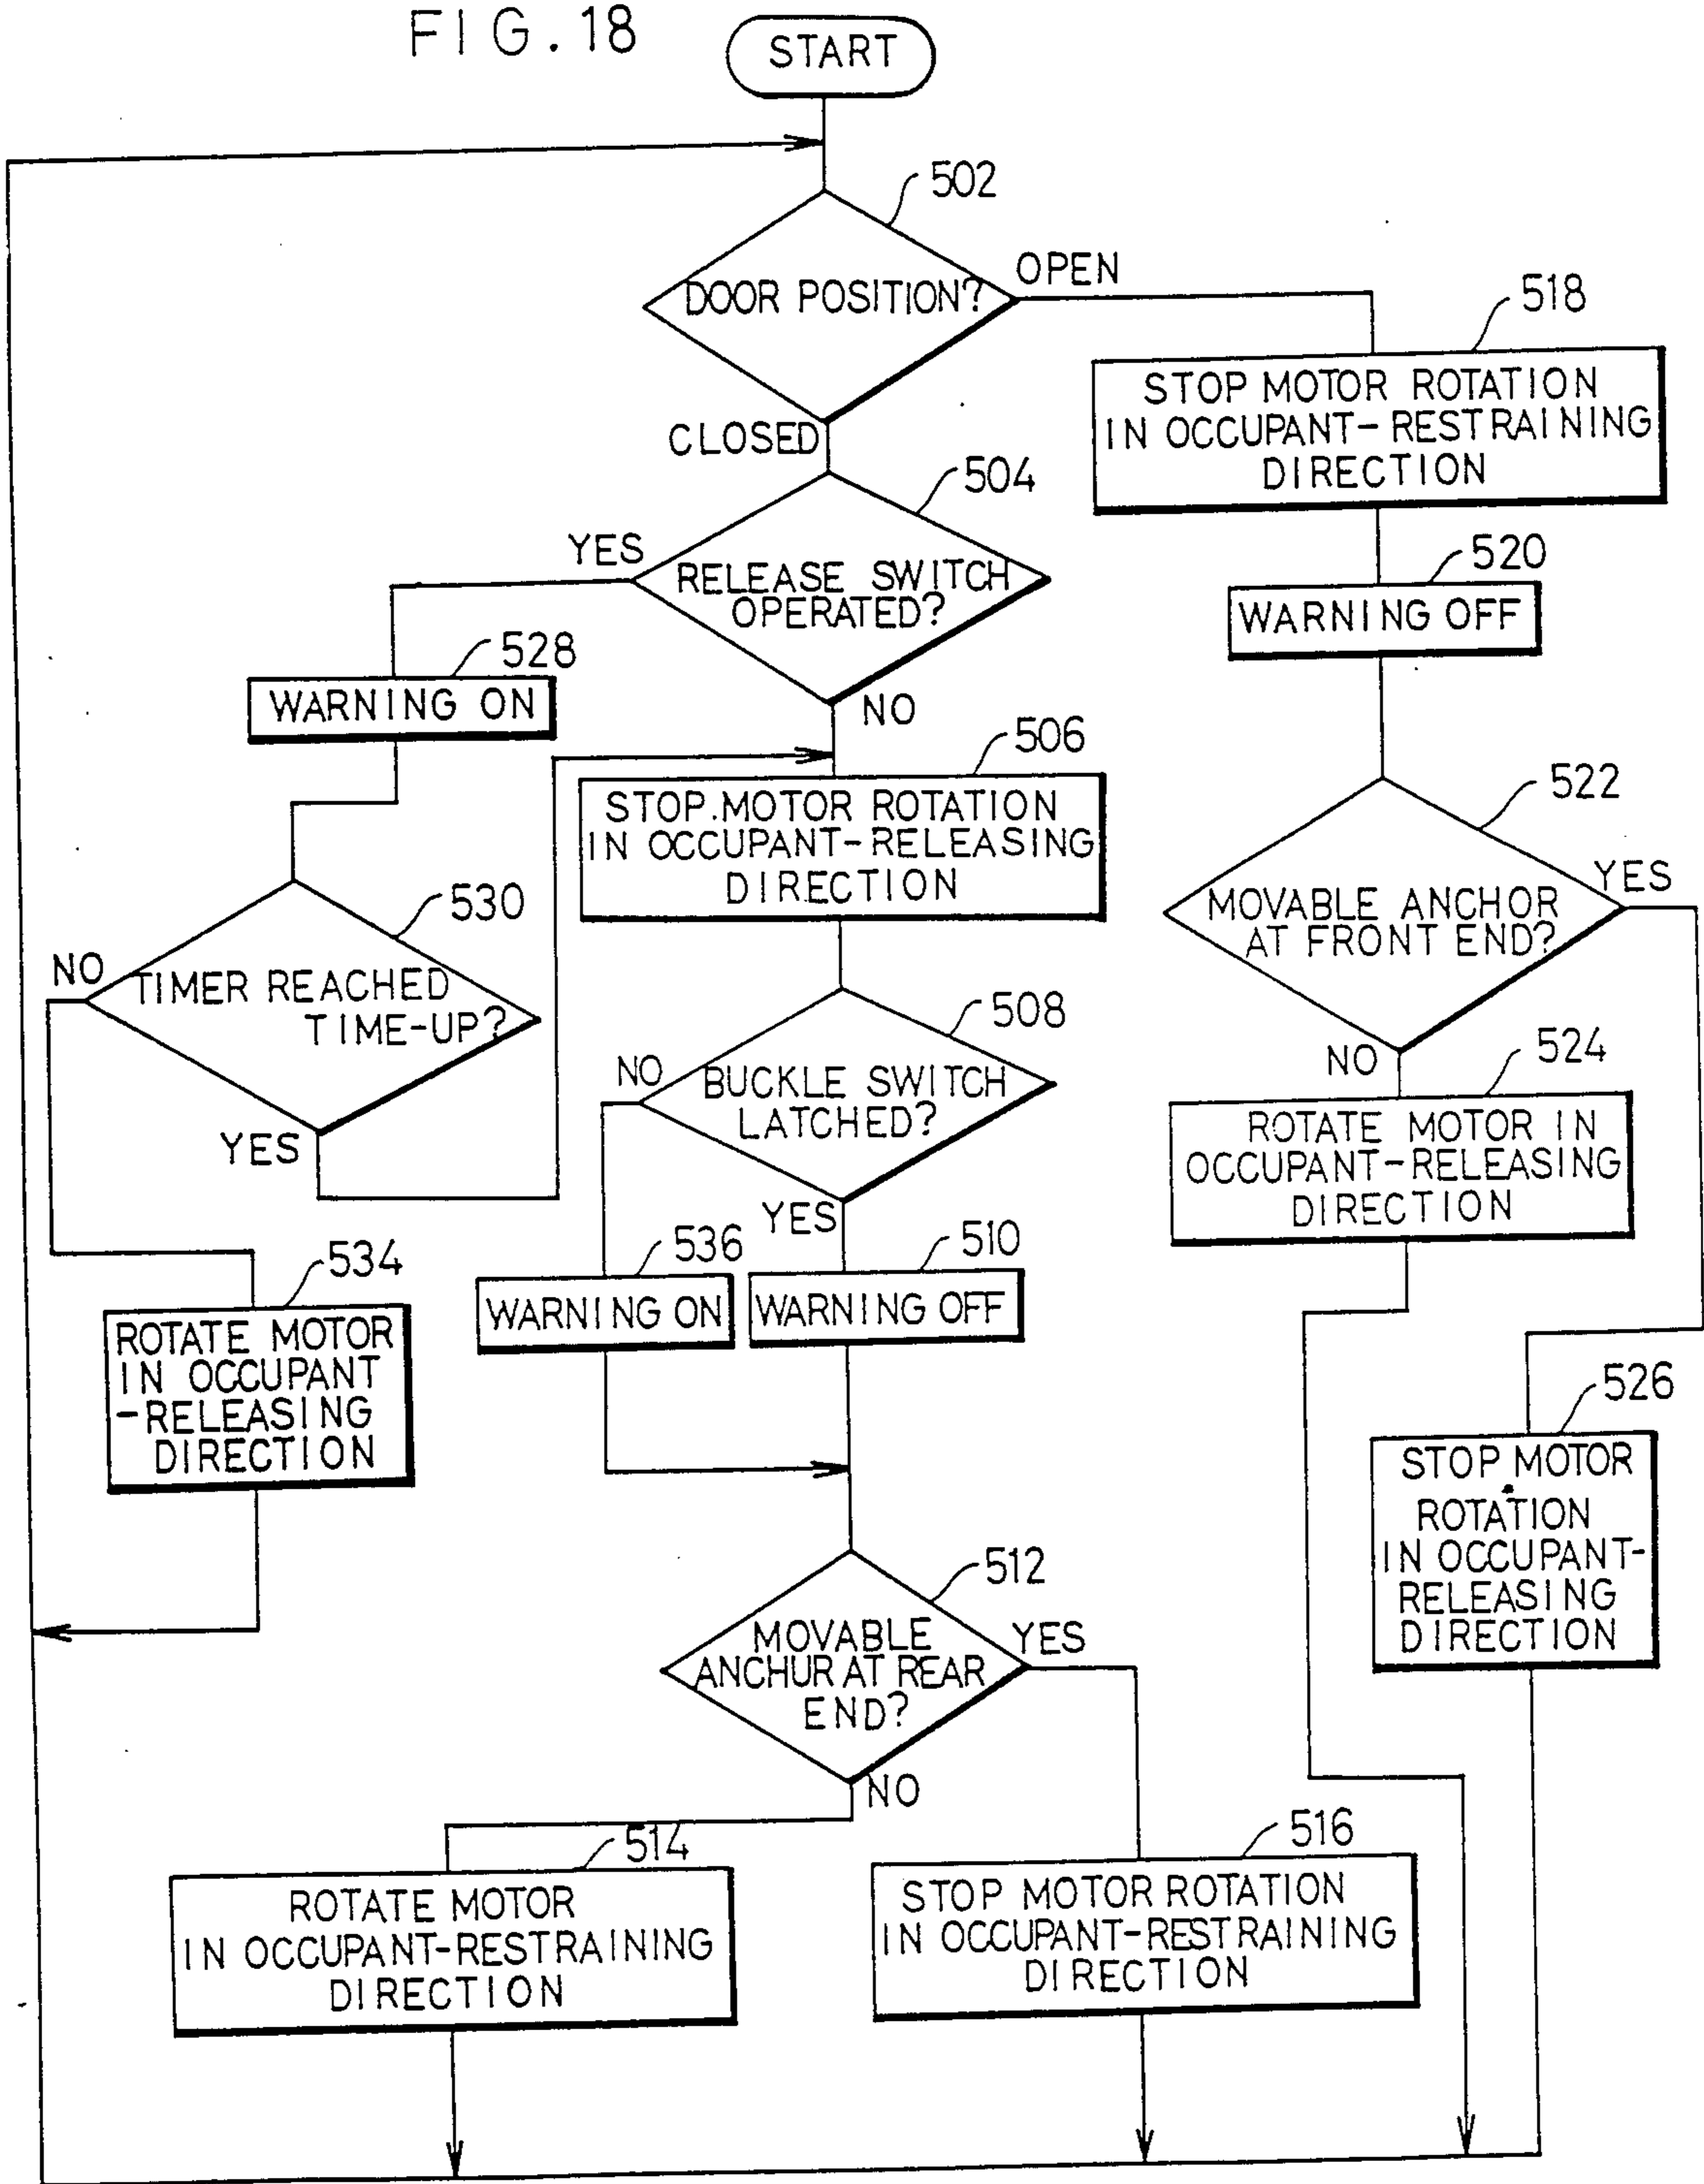 FIG. 18
START
502
DOOR POSITION?
OPEN
CLOSED
518
STOP MOTOR ROTATION
IN OCCUPANT-RESTRAINING
DIRECTION
504
YES
RELEASE SWITCH
OPERATED?
NO
520
WARNING OFF
528
WARNING ON
506
STOP.MOTOR ROTATION
IN OCCUPANT-RELEASING
DIRECTION
522
MOVABLE ANCHOR
AT FRONT END?
YES
NO
530
NO
TIMER REACHED
TIME-UP?
YES
508
NO
BUCKLE SWITCH
LATCHED?
YES
524
ROTATE MOTOR IN
OCCUPANT-RELEASING
DIRECTION
534
ROTATE MOTOR
IN OCCUPANT
-RELEASING
DIRECTION
536
WARNING ON
510
WARNING OFF
526
STOP MOTOR
ROTATION
IN OCCUPANT-
RELEASING
DIRECTION
512
MOVABLE
ANCHUR AT REAR
END?
YES
NO
514
ROTATE MOTOR
IN OCCUPANT-RESTRAINING
DIRECTION
516
STOP MOTOR ROTATION
IN OCCUPANT-RESTRAINING
DIRECTION